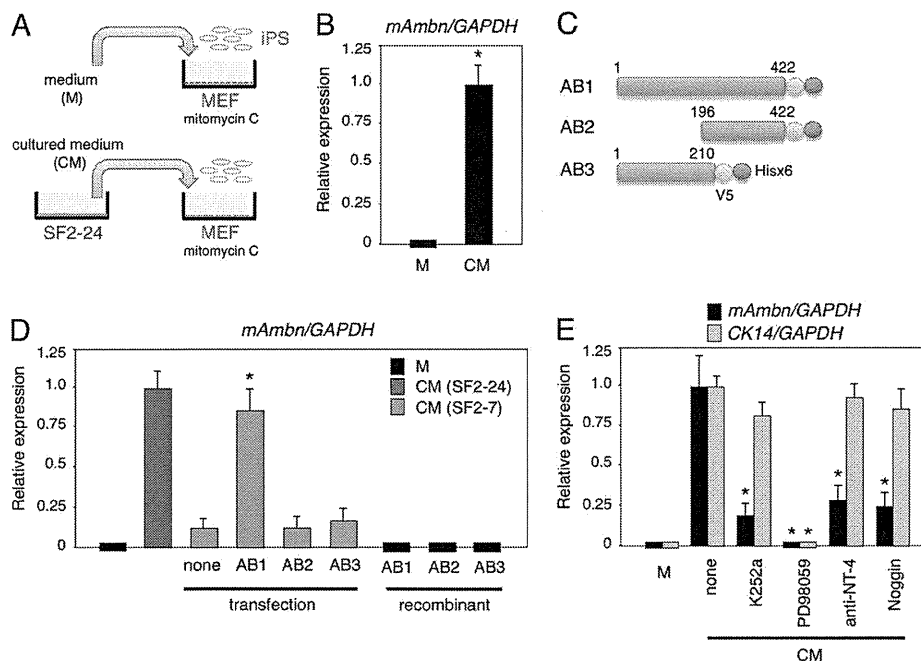 A
iPS
medium
(M)
MEF
mitomycin C
cultured medium
(CM)
SF2-24
MEF
mitomycin C
B
mAmbn/GAPDH
Relative expression
1.25
1.0
0.75
0.5
0.25
0
*
M
CM
C
1
422
AB1
196
422
AB2
1
210
AB3
Hisx6
V5
D
mAmbn/GAPDH
Relative expression
1.25
1.0
0.75
0.5
0.25
0
*
M
CM (SF2-24)
CM (SF2-7)
none
AB1
AB2
AB3
AB1
AB2
AB3
transfection
recombinant
E
mAmbn/GAPDH
CK14/GAPDH
Relative expression
1.25
1.0
0.75
0.5
0.25
0
*
* *
*
*
M
none
K252a
PD98059
anti-NT-4
Noggin
CM